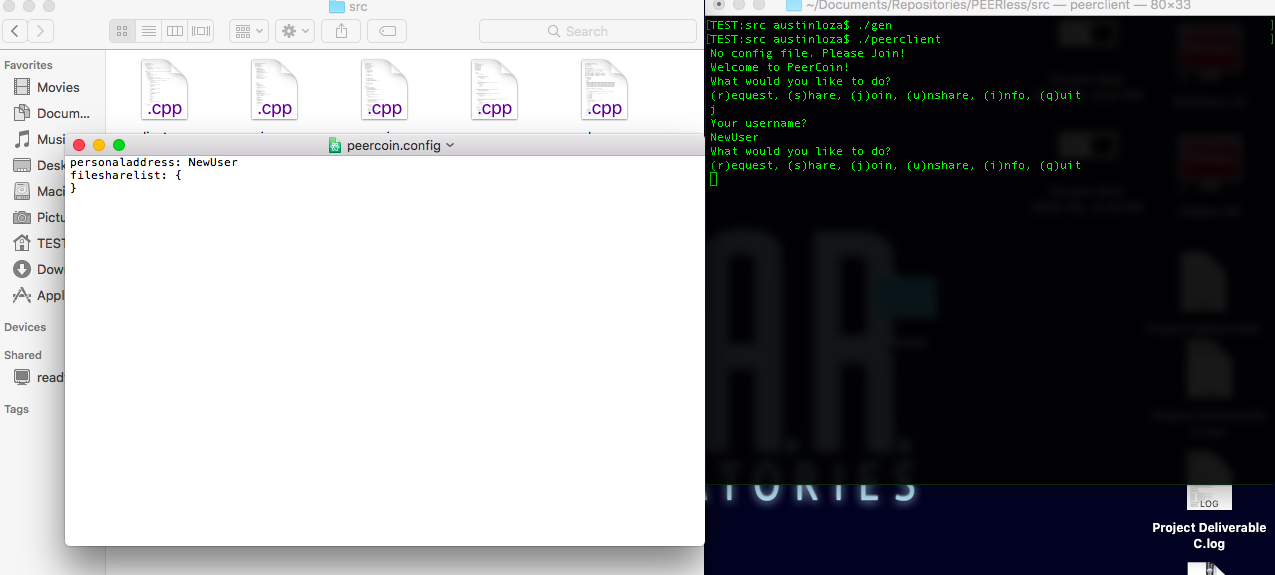 src
Search
Favorites
Movies
Docum...
Musi
Desk
Maci
Pictu
TEST
Dow
Appl
Devices
Shared
read
Tags
.cpp
.cpp
.cpp
.cpp
.cpp
peercoin.config
personaladdress: NewUser
filesharelist: {
}
~/Documents/Repositories/PEERless/src — peerclient — 80×33
[TEST:src austinloza$ ./gen ]
[TEST:src austinloza$ ./peerclient ]
No config file. Please Join!
Welcome to PeerCoin!
What would you like to do?
(r)equest, (s)hare, (j)oin, (u)nshare, (i)nfo, (q)uit
j
Your username?
NewUser
What would you like to do?
(r)equest, (s)hare, (j)oin, (u)nshare, (i)nfo, (q)uit
A.R.
TORIES
LOG
Project Deliverable
C.log